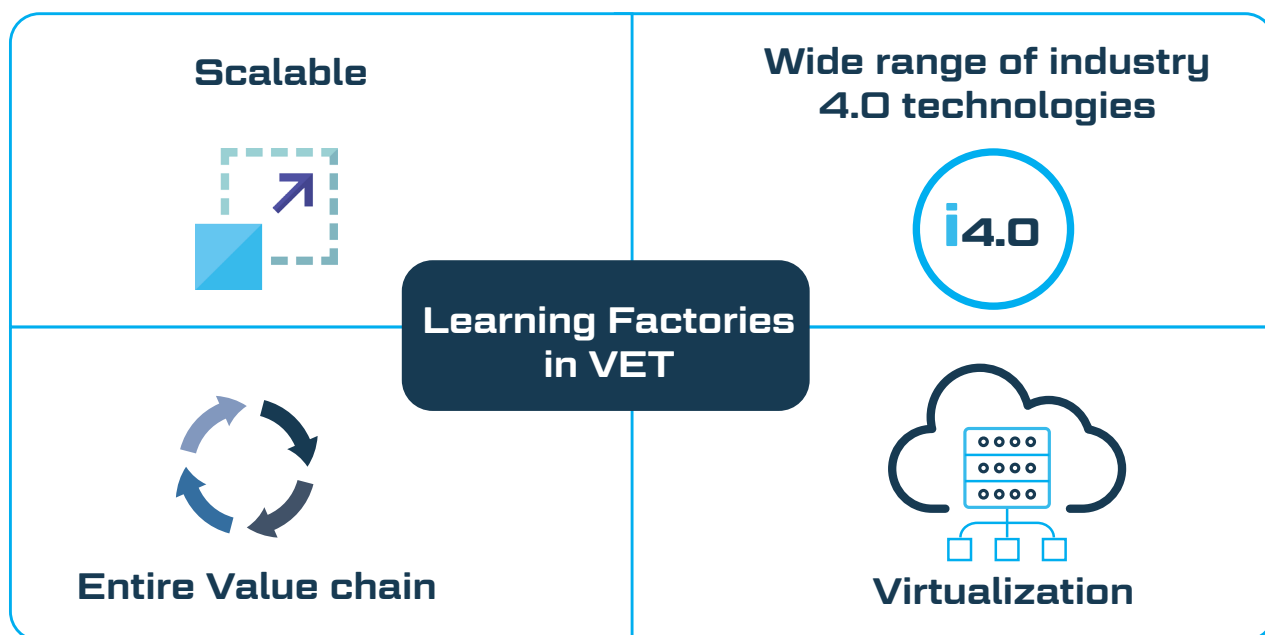 Scalable
Wide range of industry
4.0 technologies
i4.0
Learning Factories
in VET
Entire Value chain
Virtualization